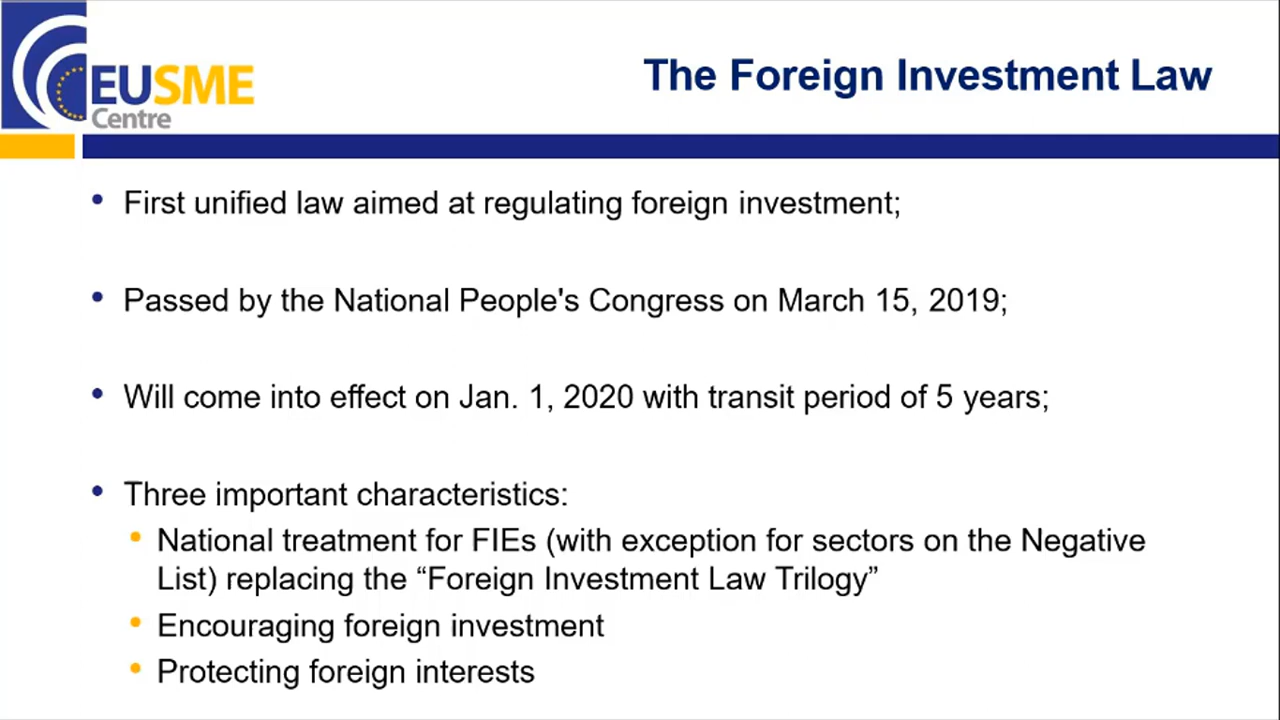 EUSME
Centre
The Foreign Investment Law
• First unified law aimed at regulating foreign investment;
• Passed by the National People's Congress on March 15, 2019;
• Will come into effect on Jan. 1, 2020 with transit period of 5 years;
• Three important characteristics:
• National treatment for FIEs (with exception for sectors on the Negative
List) replacing the “Foreign Investment Law Trilogy”
• Encouraging foreign investment
• Protecting foreign interests